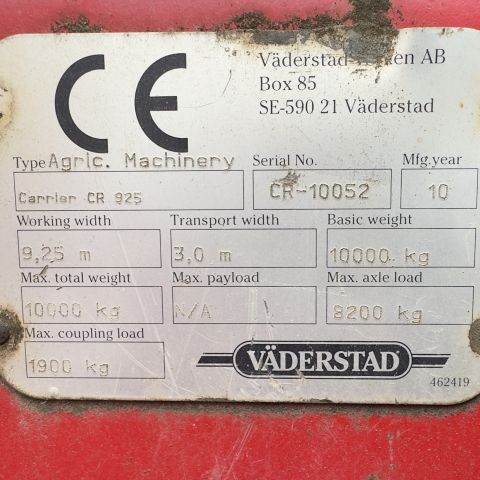 CE Väderstad-Verken AB
Box 85
SE-590 21 Väderstad
Type Agric. Machinery Serial No. Mfg. year
Carrier CR 925 CR-10052 10
Working width Transport width Basic weight
9,25 m 3,0 m 10000 kg
Max. total weight Max. payload Max. axle load
10000 kg N/A 8200 kg
Max. coupling load
1900 kg
VÄDERSTAD
462419